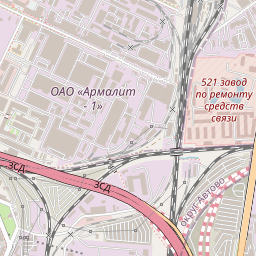 ОАО «Армалит
- 1»
521 завод
по ремонту
средств
связи
ЗСД
ЗСД
округ Автово